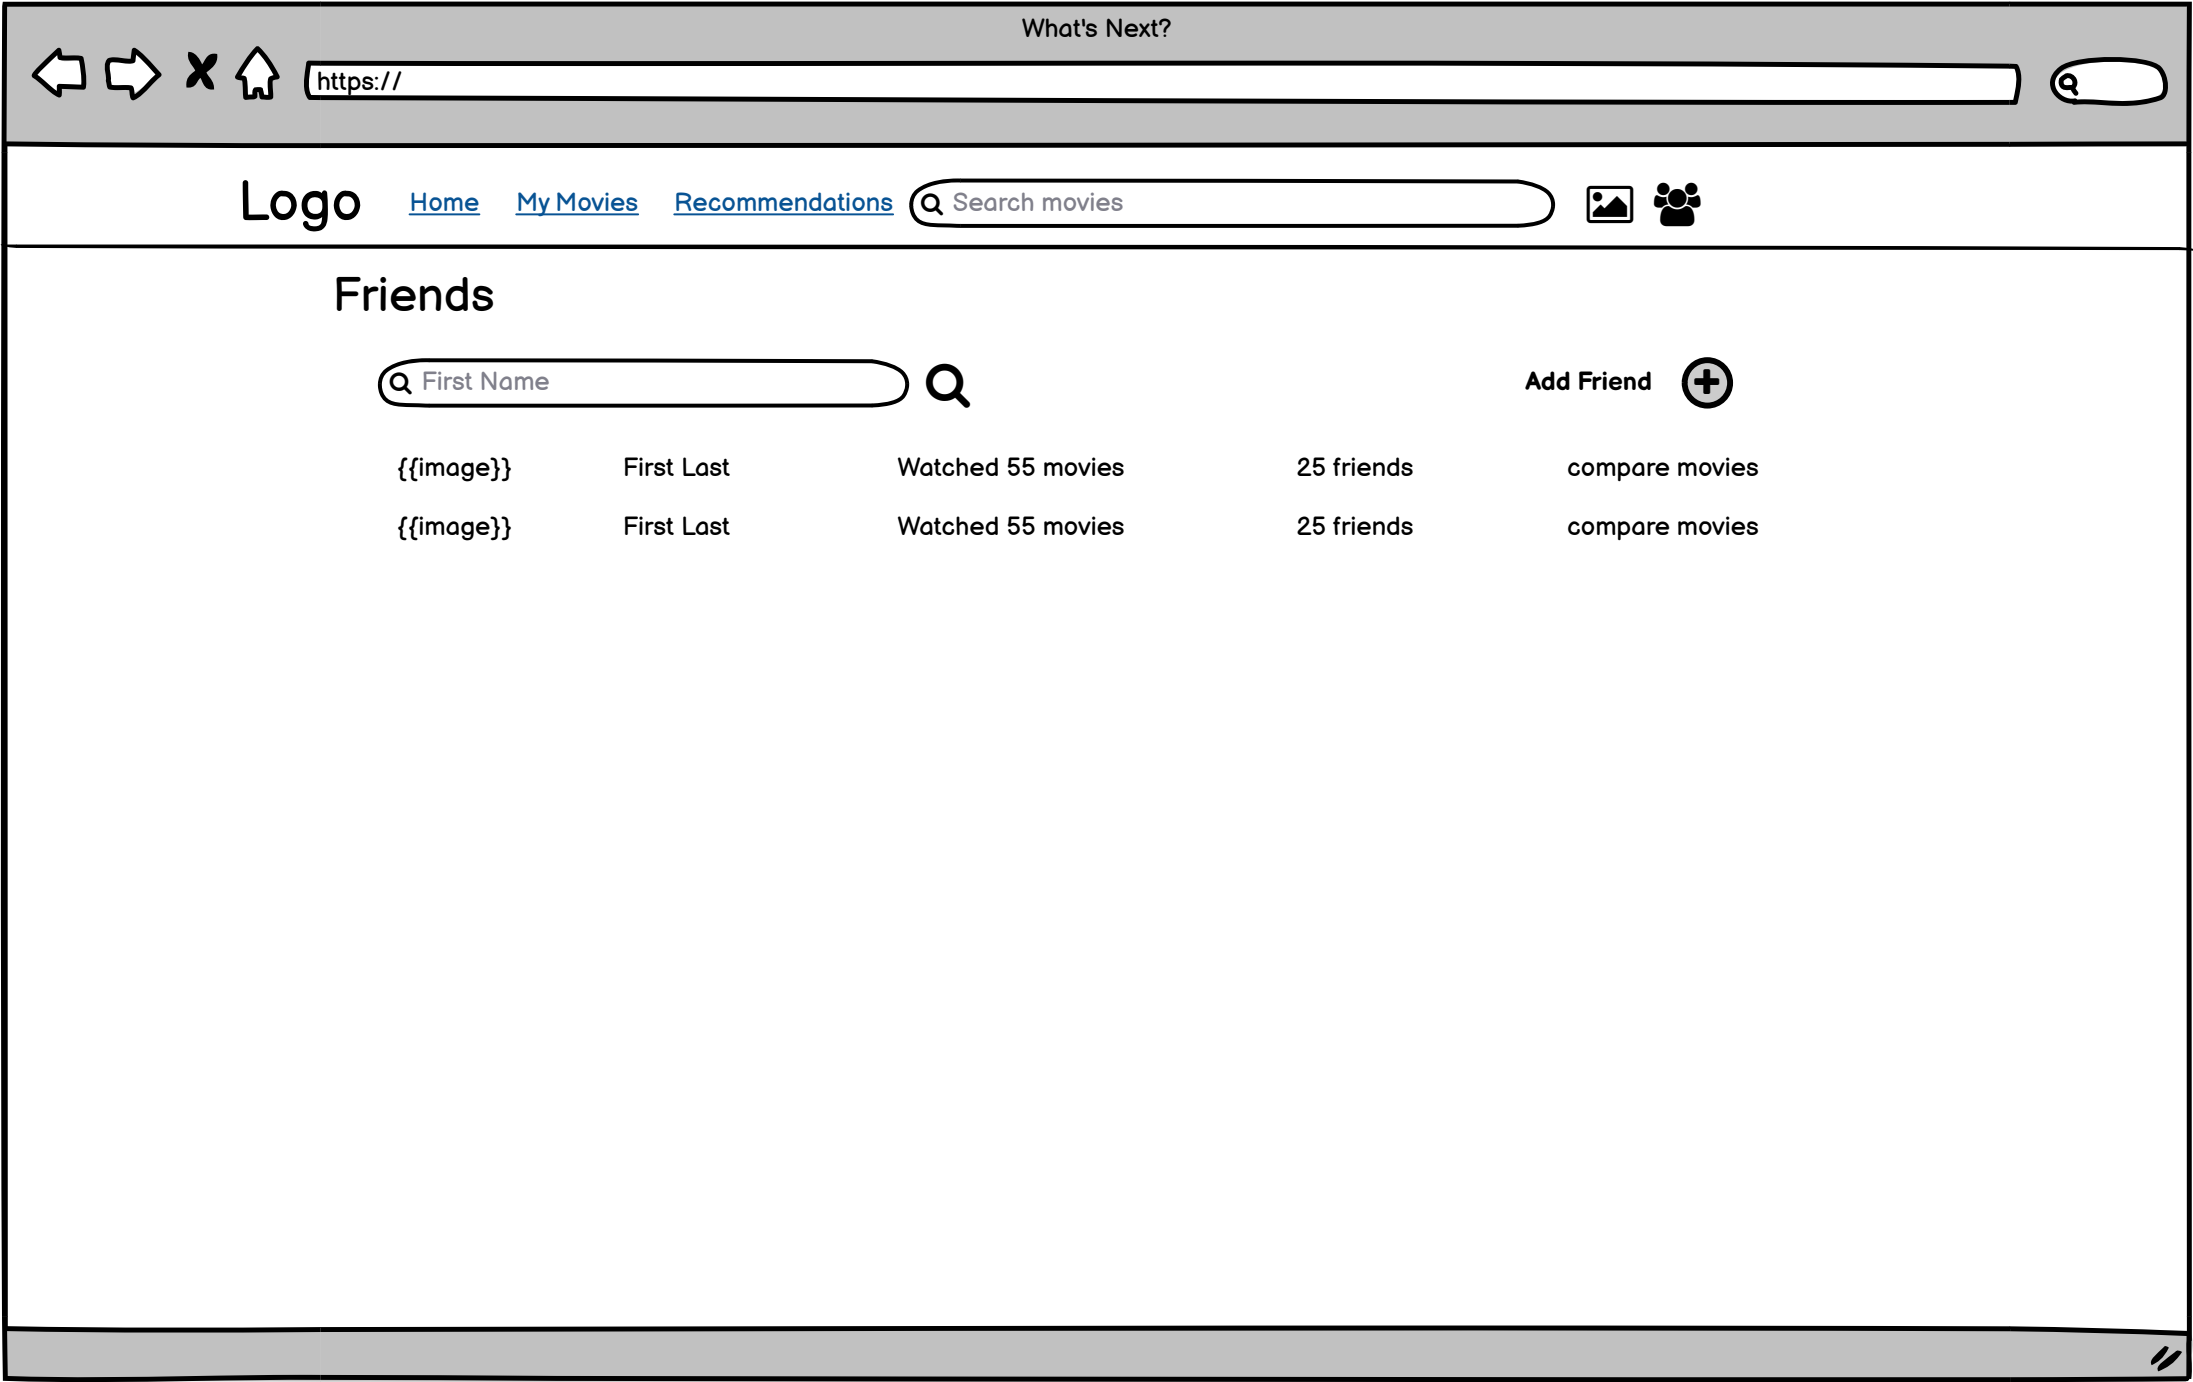 What's Next?
https://
Logo Home My Movies Recommendations Search movies
Friends
First Name Add Friend
{{image}} First Last Watched 55 movies 25 friends compare movies
{{image}} First Last Watched 55 movies 25 friends compare movies